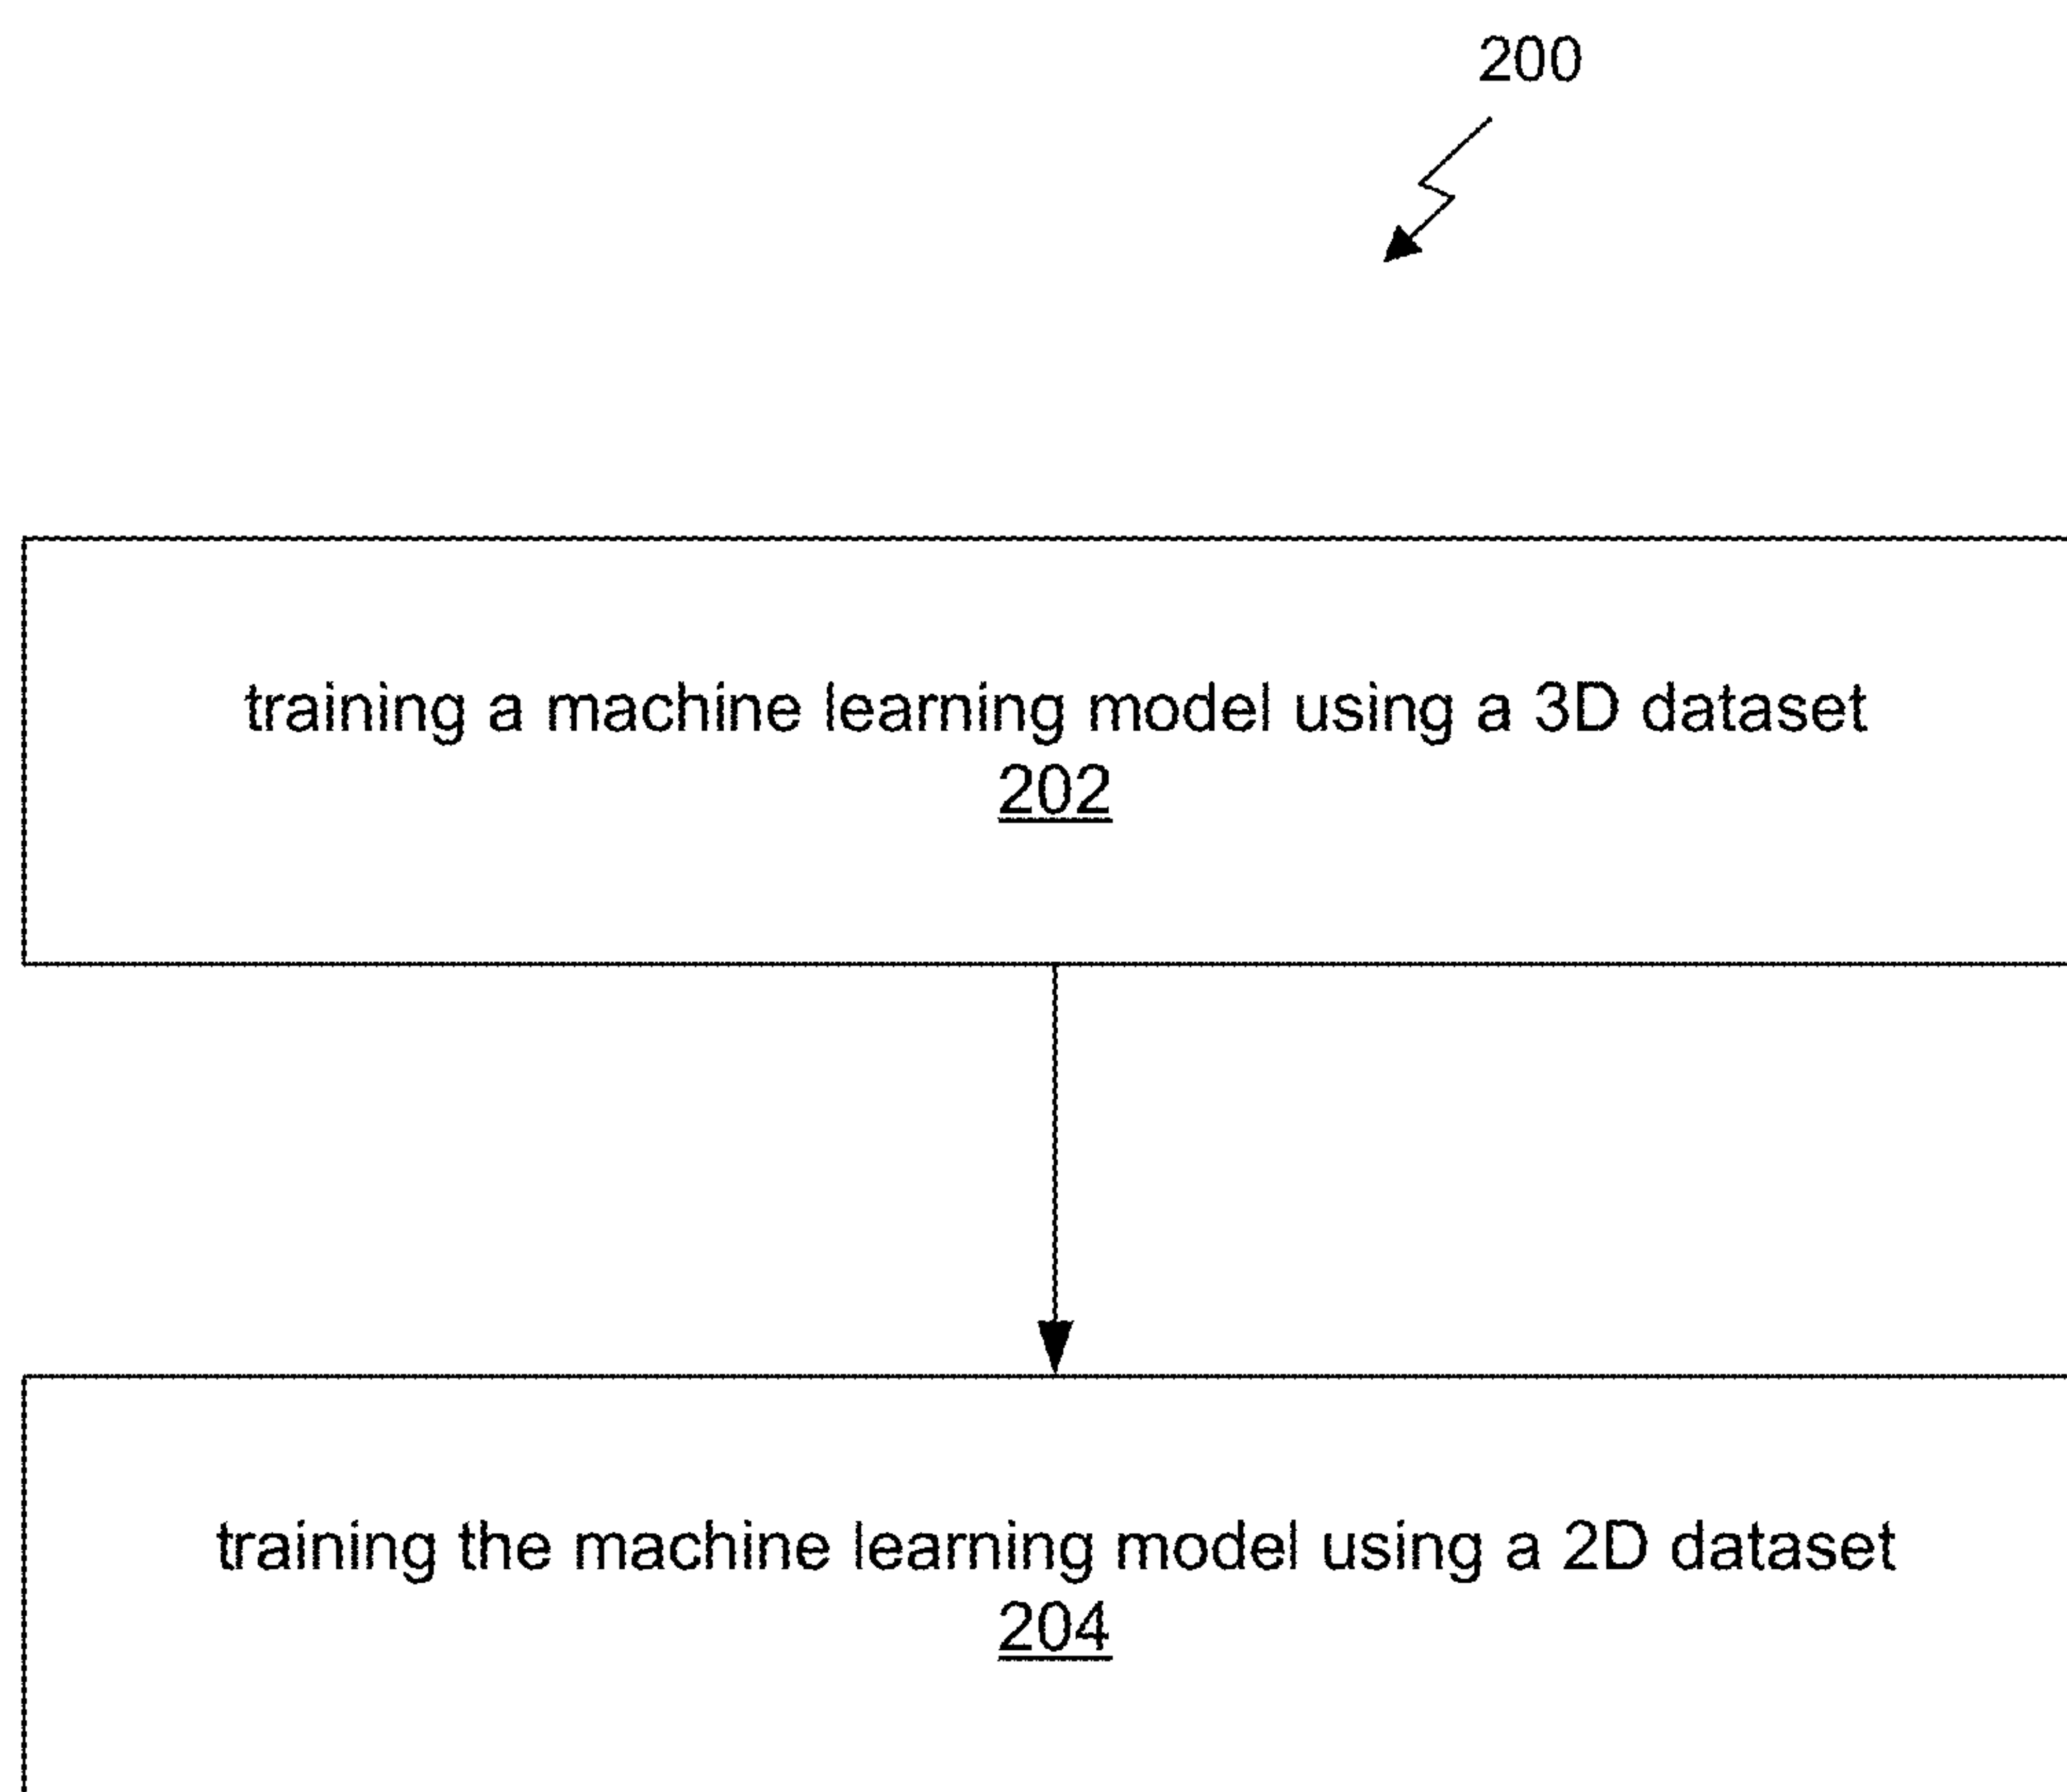 200
training a machine learning model using a 3D dataset
202
training the machine learning model using a 2D dataset
204